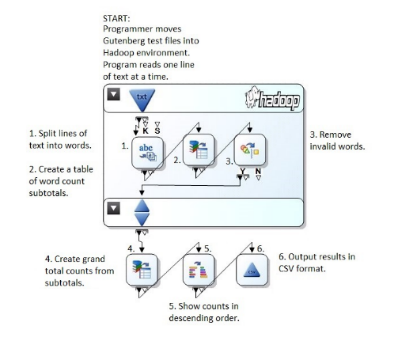 START:
Programmer moves
Gutenberg test files into
Hadoop environment.
Program reads one line
of text at a time.
txt
hadoop
K S
1. Split lines of
text into words.
2. Create a table
of word count
subtotals.
1.
abc
2.
3.
3. Remove
invalid words.
Y N
4. Create grand
total counts from
subtotals.
4.
5.
6.
6. Output results in
CSV format.
5. Show counts in
descending order.